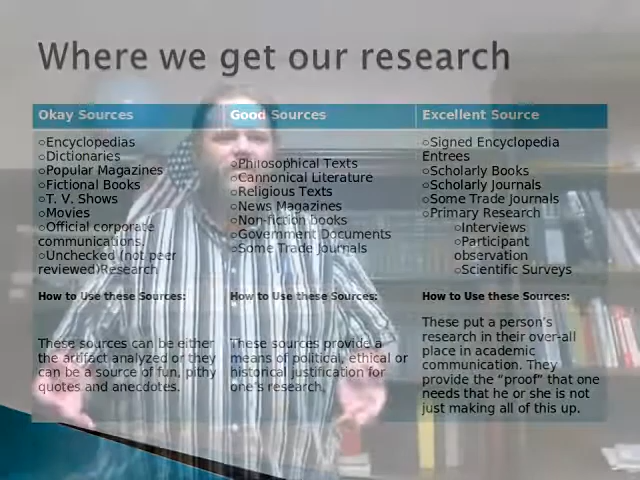 Where we get our research
Okay Sources
○Encyclopedias
○Dictionaries
○Popular Magazines
○Fictional Books
○T. V. Shows
○Movies
○Official corporate
communications.
○Unchecked (not peer
reviewed)Research
How to Use these Sources:
These sources can be either
the artifact analyzed or they
can be a source of fun, pithy
quotes and anecdotes.
Good Sources
○Philosophical Texts
○Cannonical Literature
○Religious Texts
○News Magazines
○Non-fiction books
○Government Documents
○Some Trade Journals
How to Use these Sources:
These sources provide a
means of political, ethical or
historical justification for
one's research.
Excellent Source
○Signed Encyclopedia
Entrees
○Scholarly Books
○Scholarly Journals
○Some Trade Journals
○Primary Research
○Interviews
○Participant
observation
○Scientific Surveys
How to Use these Sources:
These put a person's
research in their over-all
place in academic
communication. They
provide the “proof” that one
needs that he or she is not
just making all of this up.